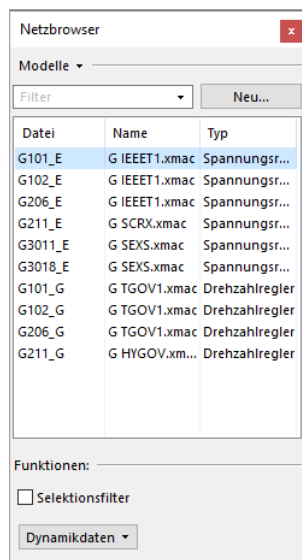 Netzbrowser x
Modelle
Filter Neu...
Datei Name Typ
G101_E G IEEET1.xmac Spannungsr...
G102_E G IEEET1.xmac Spannungsr...
G206_E G IEEET1.xmac Spannungsr...
G211_E G SCRX.xmac Spannungsr...
G3011_E G SEXS.xmac Spannungsr...
G3018_E G SEXS.xmac Spannungsr...
G101_G G TGOV1.xmac Drehzahlregler
G102_G G TGOV1.xmac Drehzahlregler
G206_G G TGOV1.xmac Drehzahlregler
G211_G G HYGOV.xm... Drehzahlregler
Funktionen:
Selektionsfilter
Dynamikdaten